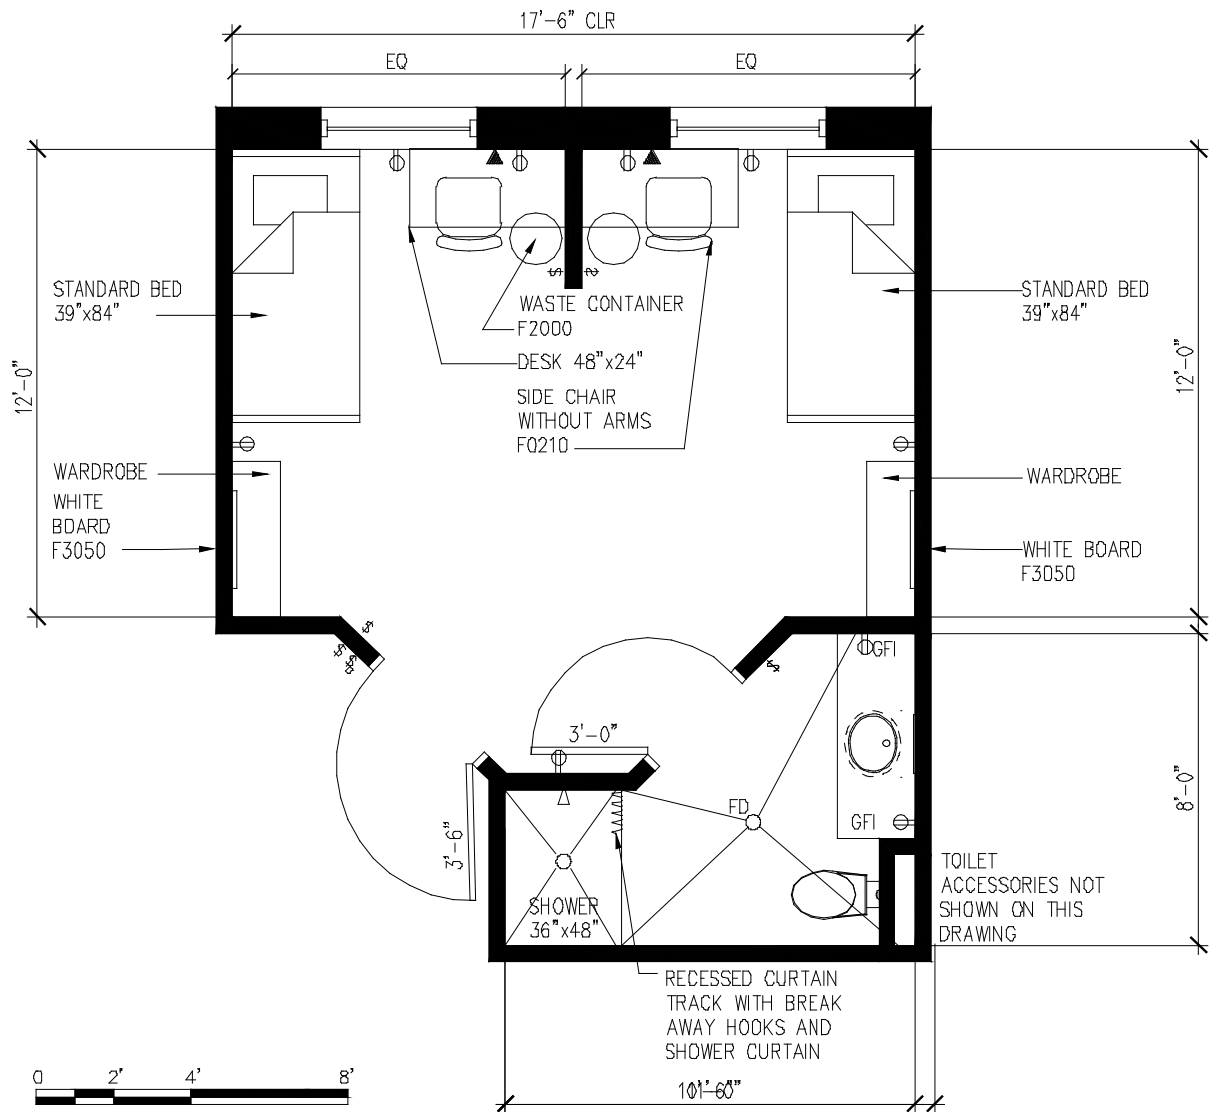 17'-6" CLR
EQ
EQ
STANDARD BED
39"x84"
STANDARD BED
39"x84"
WASTE CONTAINER
F2000
DESK 48"x24"
SIDE CHAIR
WITHOUT ARMS
F0210
12'-0"
12'-0"
WARDROBE
WARDROBE
WHITE
BOARD
F3050
WHITE BOARD
F3050
$
$
$
$
$
$
$
GFI
3'-0"
3'-6"
8'-0"
FD
GFI
TOILET
ACCESSORIES NOT
SHOWN ON THIS
DRAWING
SHOWER
36"x48"
RECESSED CURTAIN
TRACK WITH BREAK
AWAY HOOKS AND
SHOWER CURTAIN
0 2' 4' 8'